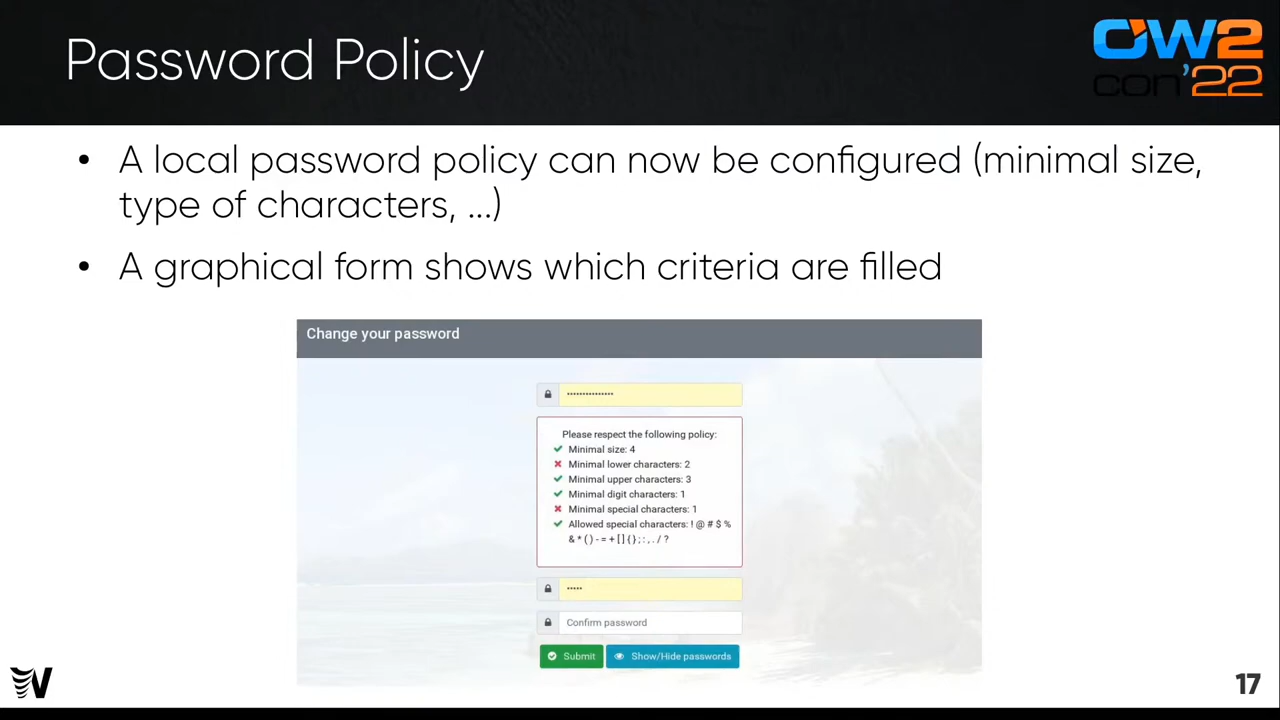 Password Policy
OW2
con'22
• A local password policy can now be configured (minimal size,
type of characters, ...)
• A graphical form shows which criteria are filled
Change your password
Please respect the following policy:
Minimal size: 4
Minimal lower characters: 2
Minimal upper characters: 3
Minimal digit characters: 1
Minimal special characters: 1
Allowed special characters: ! @ # $ %
& * ( ) - = + [ ] { } ; : , . / ?
Confirm password
Submit
Show/Hide passwords
17